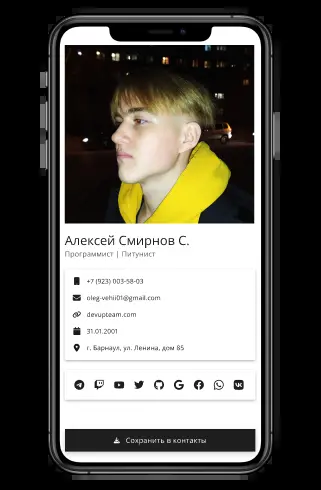 Алексей Смирнов С.
Программист | Питунист
+7 (923) 003-58-03
oleg-vehii01@gmail.com
devupteam.com
31.01.2001
г. Барнаул, ул. Ленина, дом 85
Сохранить в контакты